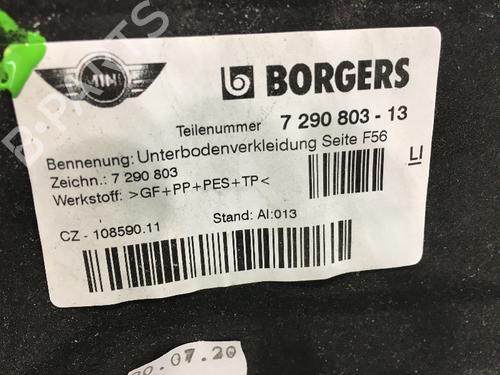 MINI
BORGERS
Teilenummer 7 290 803 - 13
Bennenung: Unterbodenverkleidung Seite F56
Zeichn.: 7 290 803
Werkstoff: >GF+PP+PES+TP<
LI
Stand: AI:013
CZ - 108590.11
B-PARTS
.07.20